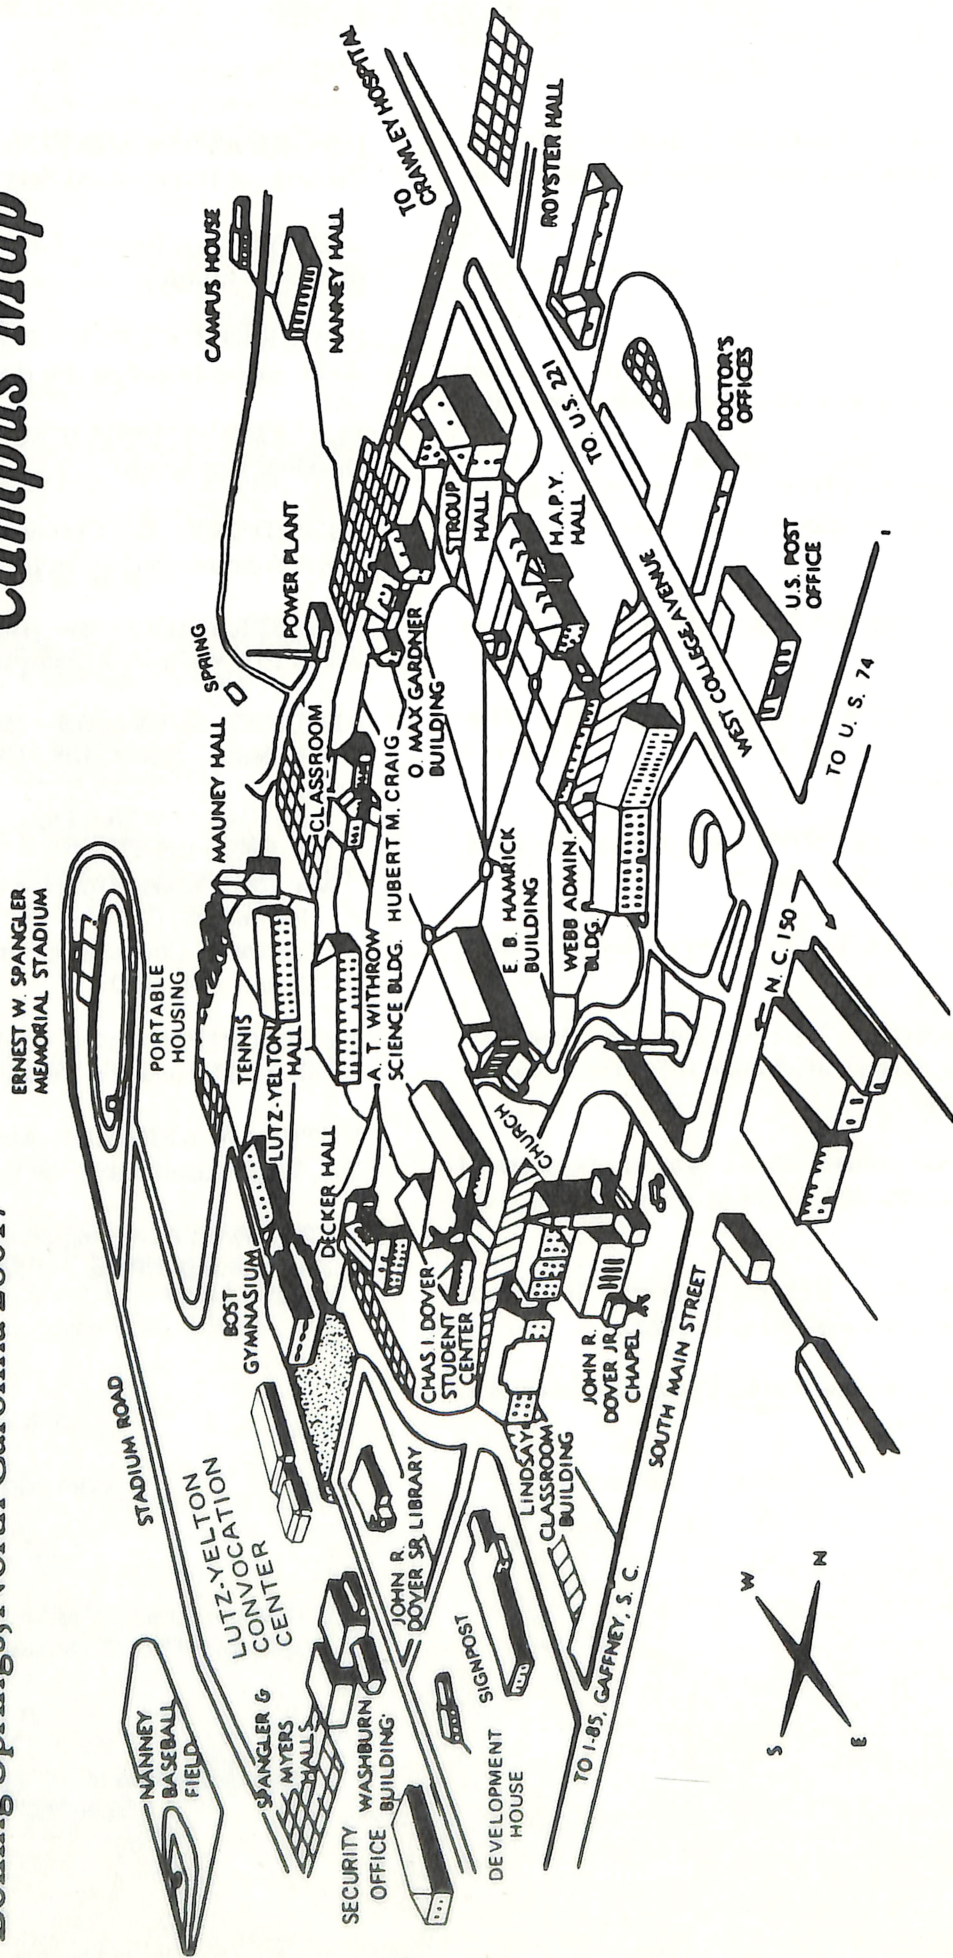 Campus Map
ERNEST W. SPANGLER
MEMORIAL STADIUM
STADIUM ROAD
NANNEY
BASEBALL
FIELD
PORTABLE
HOUSING
MAUNEY HALL
SPRING
CAMPUS HOUSE
NANNEY HALL
POWER PLANT
TO
CRAWLEY HOSPITAL
LUTZ-YELTON
CONVOCATION
CENTER
BOST
GYMNASIUM
TENNIS
LUTZ-YELTON
HALL
CLASSROOM
DECKER HALL
A. T. WITHROW
SCIENCE BLDG.
HUBERT M. CRAIG
O. MAX GARDNER
BUILDING
STROUP
HALL
ROYSTER HALL
SPANGLER &
MYERS
HALLS
SECURITY
OFFICE
WASHBURN
BUILDING
JOHN R.
DOVER SR LIBRARY
CHAS I. DOVER
STUDENT
CENTER
CHURCH
E. B. HAMRICK
BUILDING
WEBB ADMIN.
BLDG.
H.A.P.Y.
HALL
TO U.S. 221
DOCTOR'S
OFFICES
DEVELOPMENT
HOUSE
SIGNPOST
LINDSAY
CLASSROOM
BUILDING
JOHN R.
DOVER JR.
CHAPEL
WEST COLLEGE AVENUE
U.S. POST
OFFICE
TO I-85, GAFFNEY, S. C.
SOUTH MAIN STREET
N. C. 150
TO U. S. 74
S
W
E
N